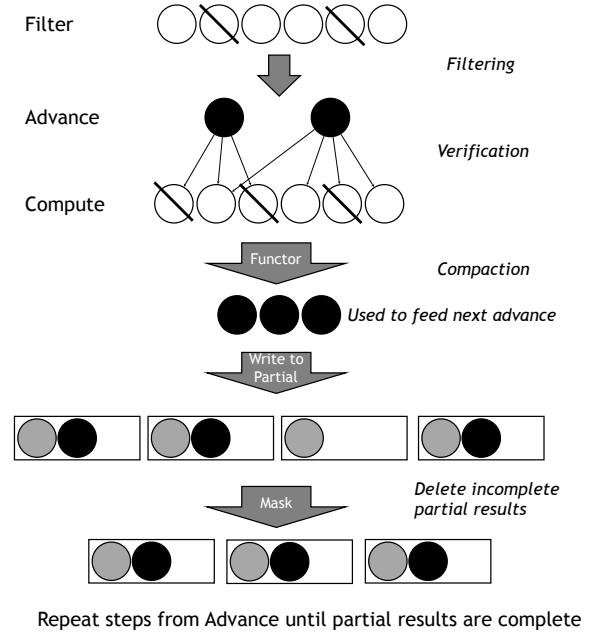 Filter
Filtering
Advance
Verification
Compute
Functor
Compaction
Used to feed next advance
Write to
Partial
Mask
Delete incomplete
partial results
Repeat steps from Advance until partial results are complete